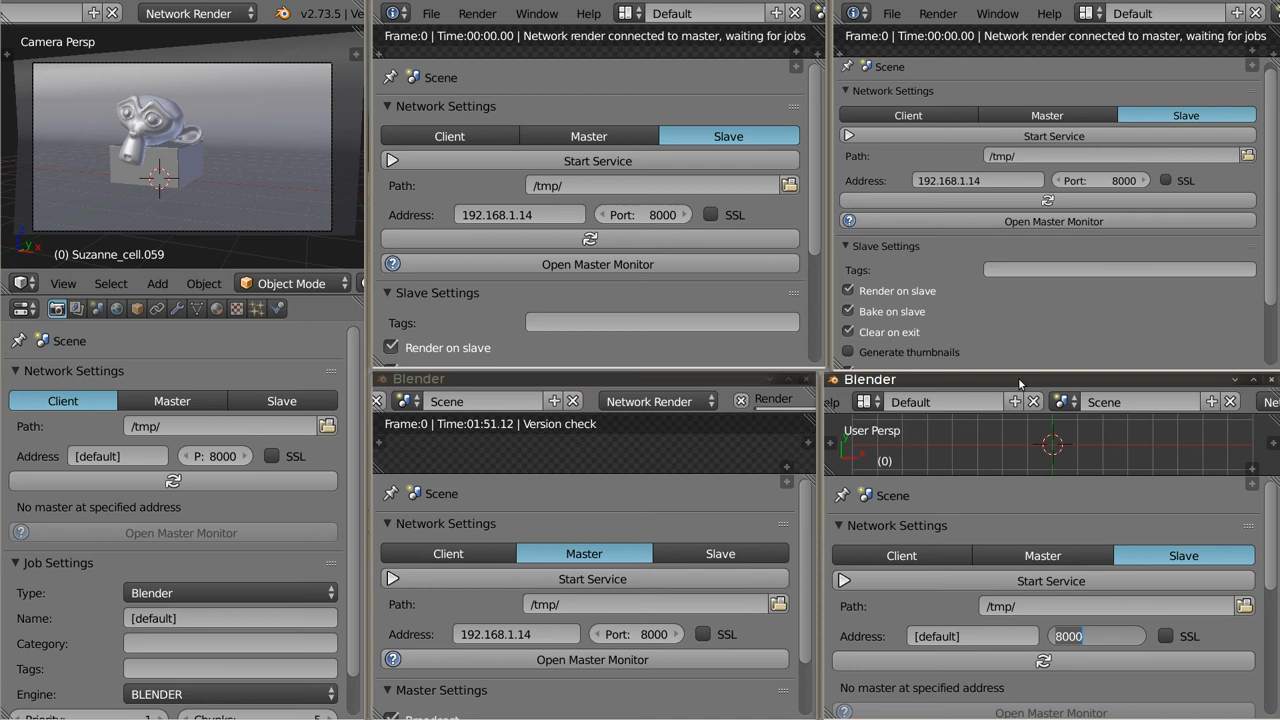 Network Render
v2.73.5 | Ve
Camera Persp
(0) Suzanne_cell.059
View
Select
Add
Object
Object Mode
Scene
Network Settings
Client
Master
Slave
Path:
/tmp/
Address
[default]
P: 8000
SSL
No master at specified address
Open Master Monitor
Job Settings
Type:
Blender
Name:
[default]
Category:
Tags:
Engine:
BLENDER
Priority:
1
Chunks:
5
File
Render
Window
Help
Default
Frame:0 | Time:00:00.00 | Network render connected to master, waiting for jobs
Scene
Network Settings
Client
Master
Slave
Start Service
Path:
/tmp/
Address:
192.168.1.14
Port: 8000
SSL
Open Master Monitor
Slave Settings
Tags:
Render on slave
File
Render
Window
Help
Default
Frame:0 | Time:00:00.00 | Network render connected to master, waiting for jobs
Scene
Network Settings
Client
Master
Slave
Start Service
Path:
/tmp/
Address:
192.168.1.14
Port: 8000
SSL
Open Master Monitor
Slave Settings
Tags:
Render on slave
Bake on slave
Clear on exit
Generate thumbnails
Blender
Scene
Network Render
Render
Frame:0 | Time:01:51.12 | Version check
Scene
Network Settings
Client
Master
Slave
Start Service
Path:
/tmp/
Address:
192.168.1.14
Port: 8000
SSL
Open Master Monitor
Master Settings
Broadcast
Blender
elp
Default
Scene
Net
User Persp
(0)
Scene
Network Settings
Client
Master
Slave
Start Service
Path:
/tmp/
Address:
[default]
8000
SSL
No master at specified address
Open Master Monitor